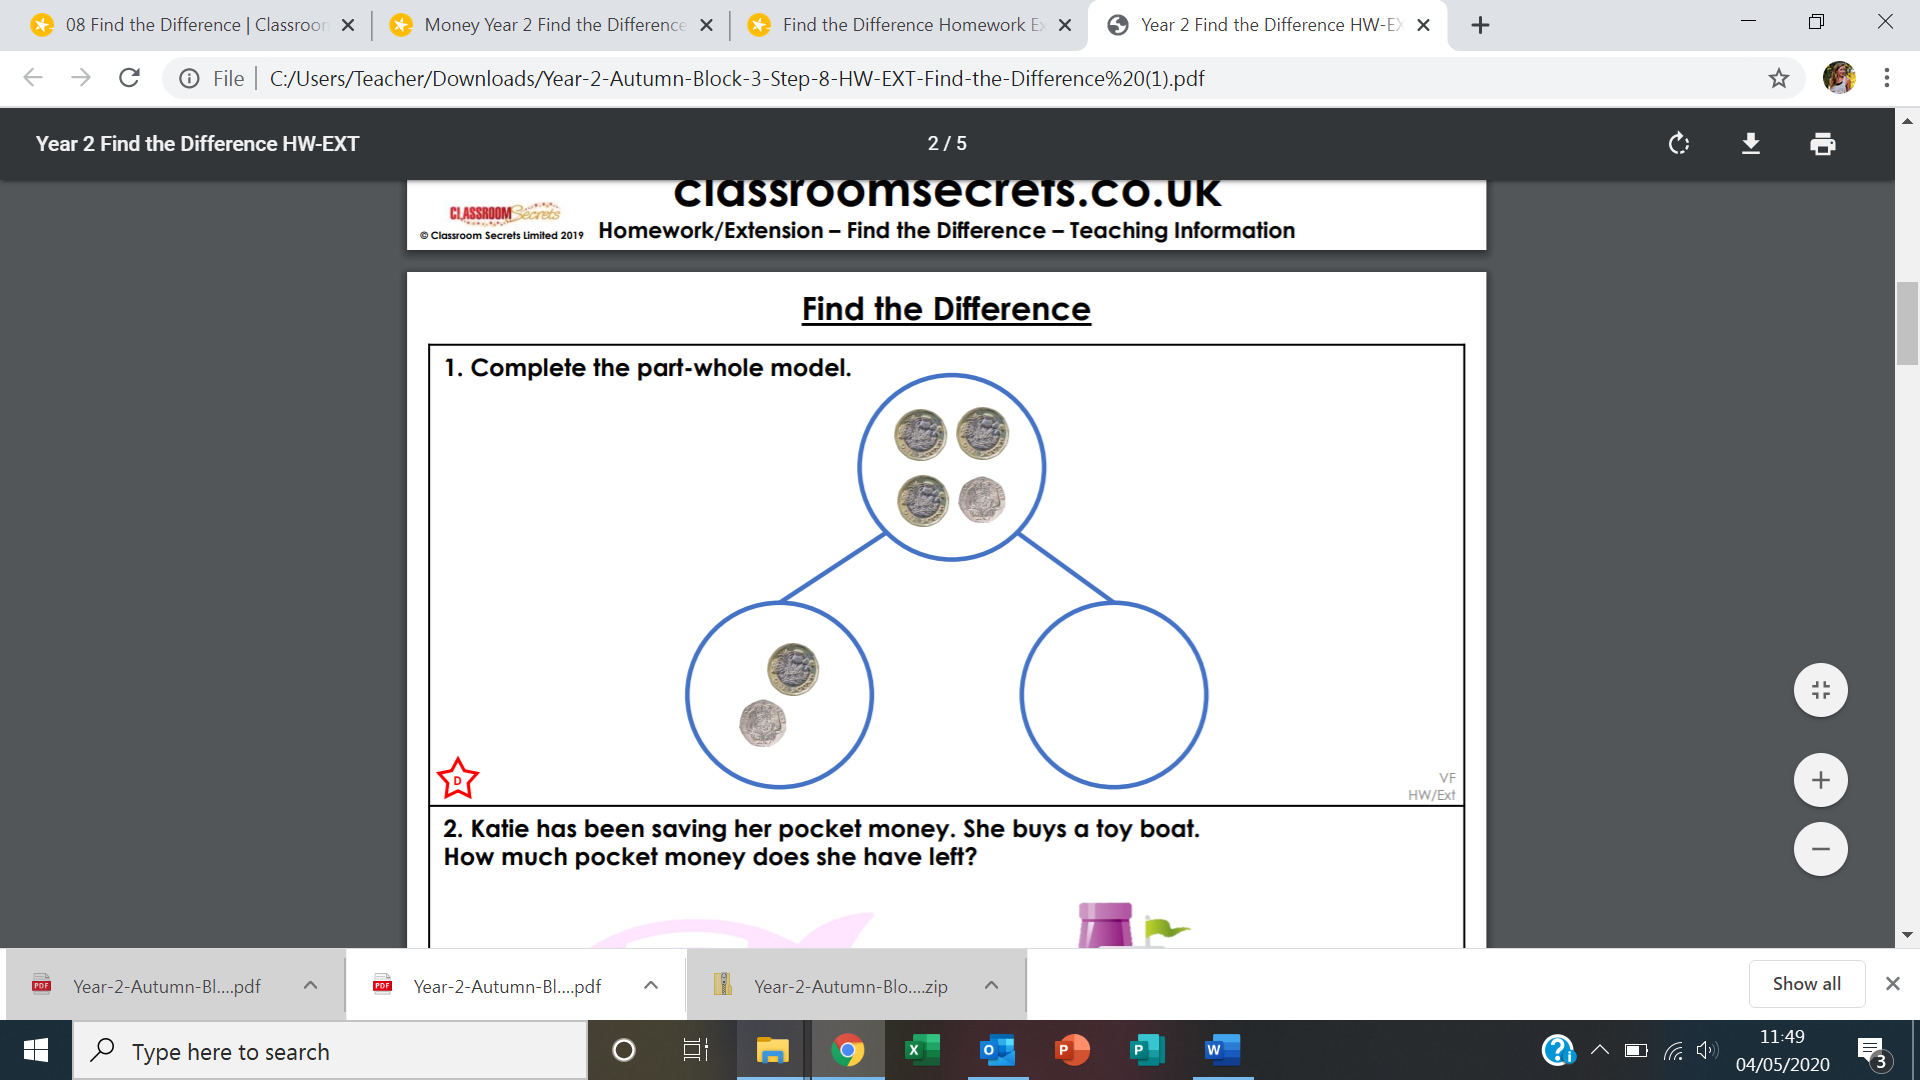 08 Find the Difference | Classroon
Money Year 2 Find the Difference
Find the Difference Homework Ex
Year 2 Find the Difference HW-EX
File
C:/Users/Teacher/Downloads/Year-2-Autumn-Block-3-Step-8-HW-EXT-Find-the-Difference%20(1).pdf
Year 2 Find the Difference HW-EXT
2 / 5
classroomsecrets.co.uk
CLASSROOM Secrets
© Classroom Secrets Limited 2019
Homework/Extension – Find the Difference – Teaching Information
Find the Difference
1. Complete the part-whole model.
D
VF
HW/Ext
2. Katie has been saving her pocket money. She buys a toy boat.
How much pocket money does she have left?
Year-2-Autumn-Bl....pdf
Year-2-Autumn-Bl....pdf
Year-2-Autumn-Blo....zip
Show all
Type here to search
11:49
04/05/2020
3